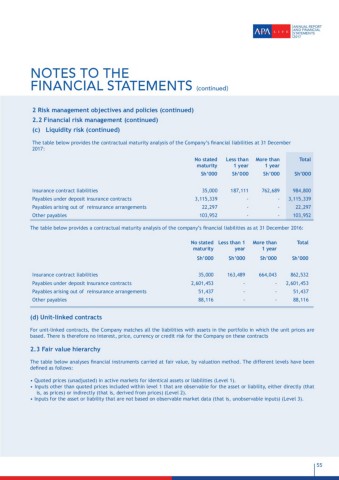 APA LIFE
ANNUAL REPORT
AND FINANCIAL
STATEMENTS
2017
NOTES TO THE
FINANCIAL STATEMENTS (continued)
2 Risk management objectives and policies (continued)
2.2 Financial risk management (continued)
(c) Liquidity risk (continued)
The table below provides the contractual maturity analysis of the Company's financial liabilities at 31 December
2017:
No stated Less than More than Total
maturity 1 year 1 year
Sh'000 Sh'000 Sh'000 Sh'000
Insurance contract liabilities 35,000 187,111 762,689 984,800
Payables under deposit insurance contracts 3,115,339 - - 3,115,339
Payables arising out of reinsurance arrangements 22,297 - - 22,297
Other payables 103,952 - - 103,952
The table below provides a contractual maturity analysis of the company's financial liabilities as at 31 December 2016:
No stated Less than 1 More than Total
maturity year 1 year
Sh'000 Sh'000 Sh'000 Sh'000
Insurance contract liabilities 35,000 163,489 664,043 862,532
Payables under deposit insurance contracts 2,601,453 - - 2,601,453
Payables arising out of reinsurance arrangements 51,437 - - 51,437
Other payables 88,116 - - 88,116
(d) Unit-linked contracts
For unit-linked contracts, the Company matches all the liabilities with assets in the portfolio in which the unit prices are
based. There is therefore no interest, price, currency or credit risk for the Company on these contracts
2.3 Fair value hierarchy
The table below analyses financial instruments carried at fair value, by valuation method. The different levels have been
defined as follows:
• Quoted prices (unadjusted) in active markets for identical assets or liabilities (Level 1).
• Inputs other than quoted prices included within level 1 that are observable for the asset or liability, either directly (that
is, as prices) or indirectly (that is, derived from prices) (Level 2).
• Inputs for the asset or liability that are not based on observable market data (that is, unobservable inputs) (Level 3).
55